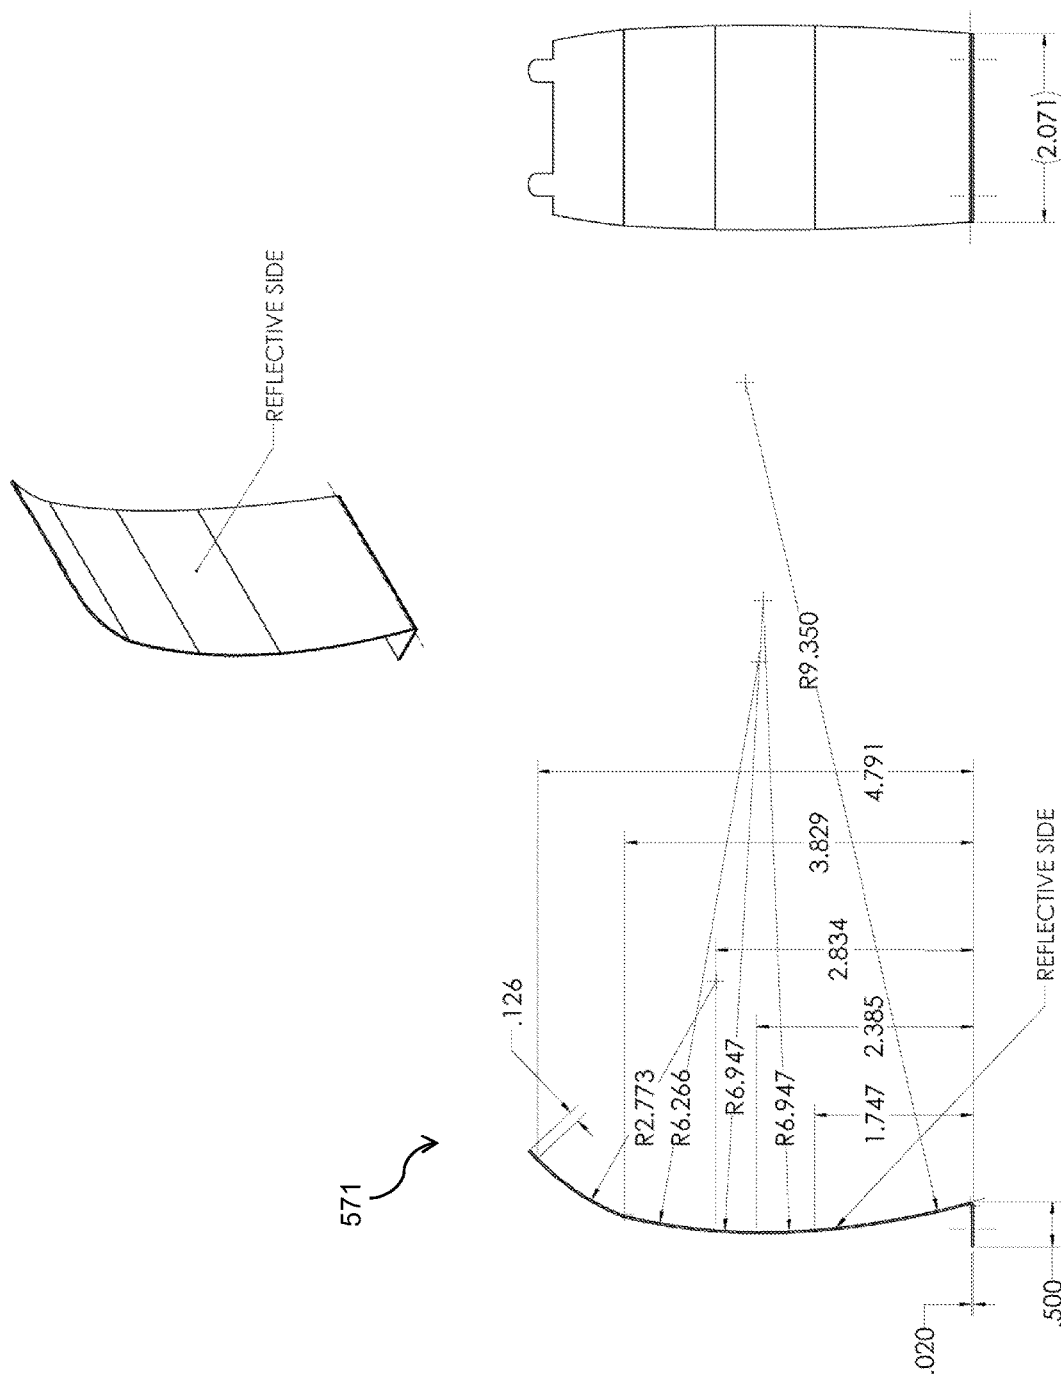 (2.071)
REFLECTIVE SIDE
R9.350
4.791
3.829
2.834
2.385
1.747
.126
R2.773
R6.266
R6.947
R6.947
REFLECTIVE SIDE
571
.020
.500